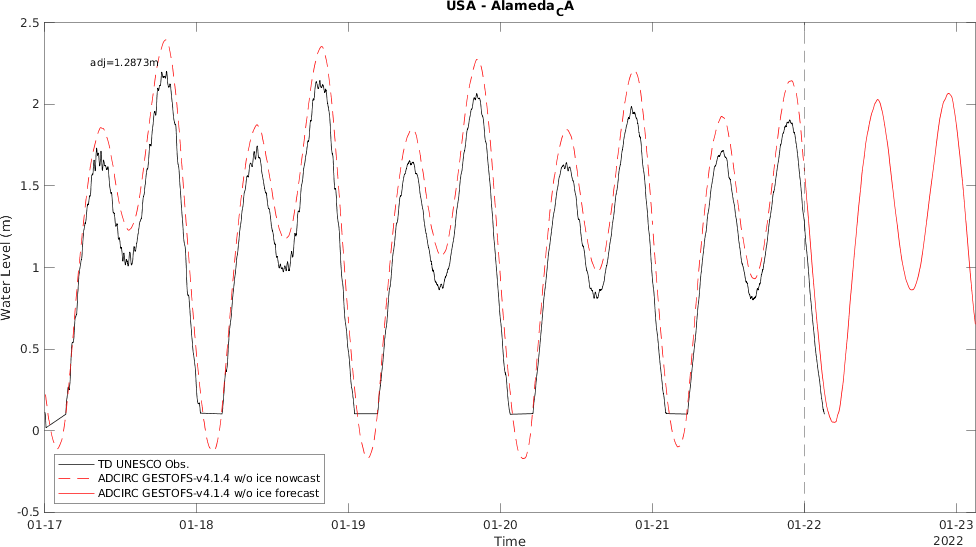 USA - Alameda_CA
2.5
adj=1.2873m
2
1.5
Water Level (m)
1
0.5
0
TD UNESCO Obs.
ADCIRC GESTOFS-v4.1.4 w/o ice nowcast
ADCIRC GESTOFS-v4.1.4 w/o ice forecast
-0.5
01-17 01-18 01-19 01-20 01-21 01-22 01-23
Time 2022